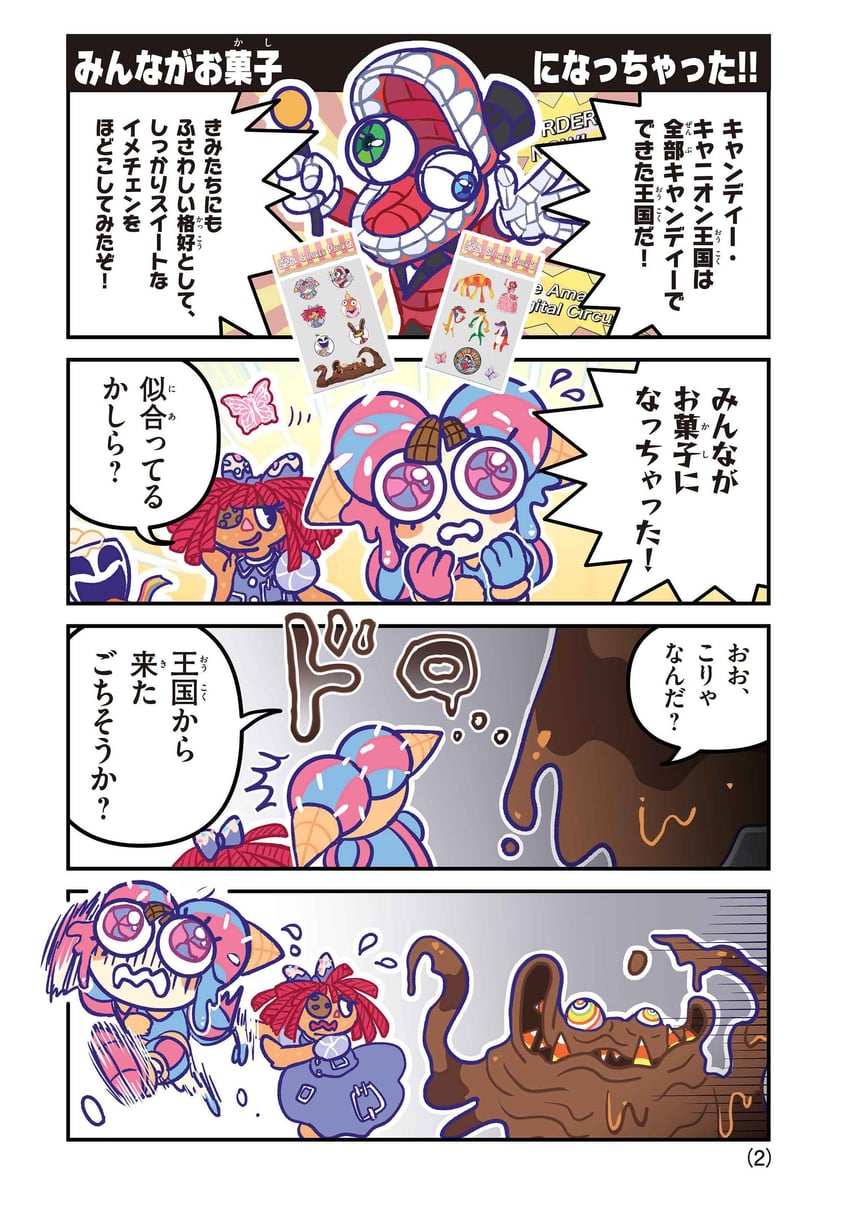 みんながお菓子になっちゃった!!
キャンディー・
キャニオン王国は
全部キャンディーで
できた王国だ!
きみたちにも
ふさわしい格好として、
しっかりスイートな
イメチェンを
ほどこしてみたぞ!
みんなが
お菓子に
なっちゃった!
似合ってる
かしら?
おお、
こりゃ
なんだ?
ドロ…
王国から
来た
ごちそうか?
(2)